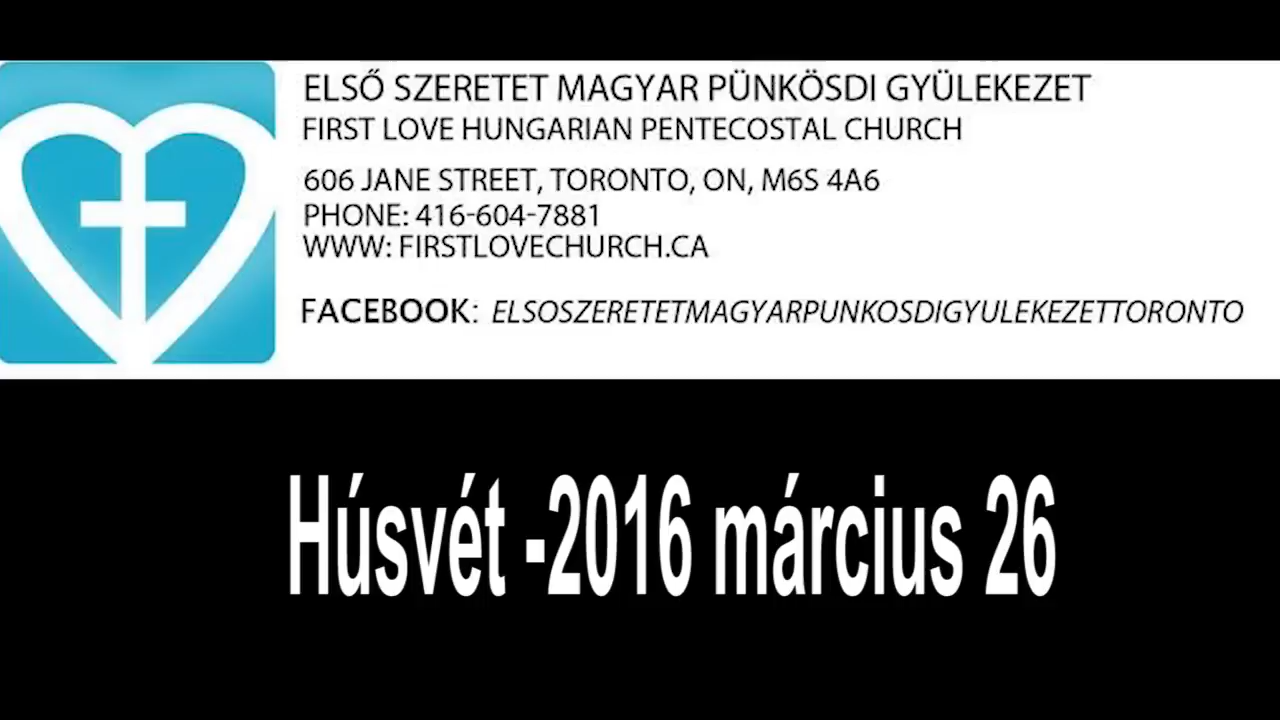 ELSŐ SZERETET MAGYAR PÜNKÖSDI GYÜLEKEZET
FIRST LOVE HUNGARIAN PENTECOSTAL CHURCH
606 JANE STREET, TORONTO, ON, M6S 4A6
PHONE: 416-604-7881
WWW: FIRSTLOVECHURCH.CA
FACEBOOK: ELSOSZERETETMAGYARPUNKOSDIGYULEKEZETTORONTO
Húsvét -2016 március 26